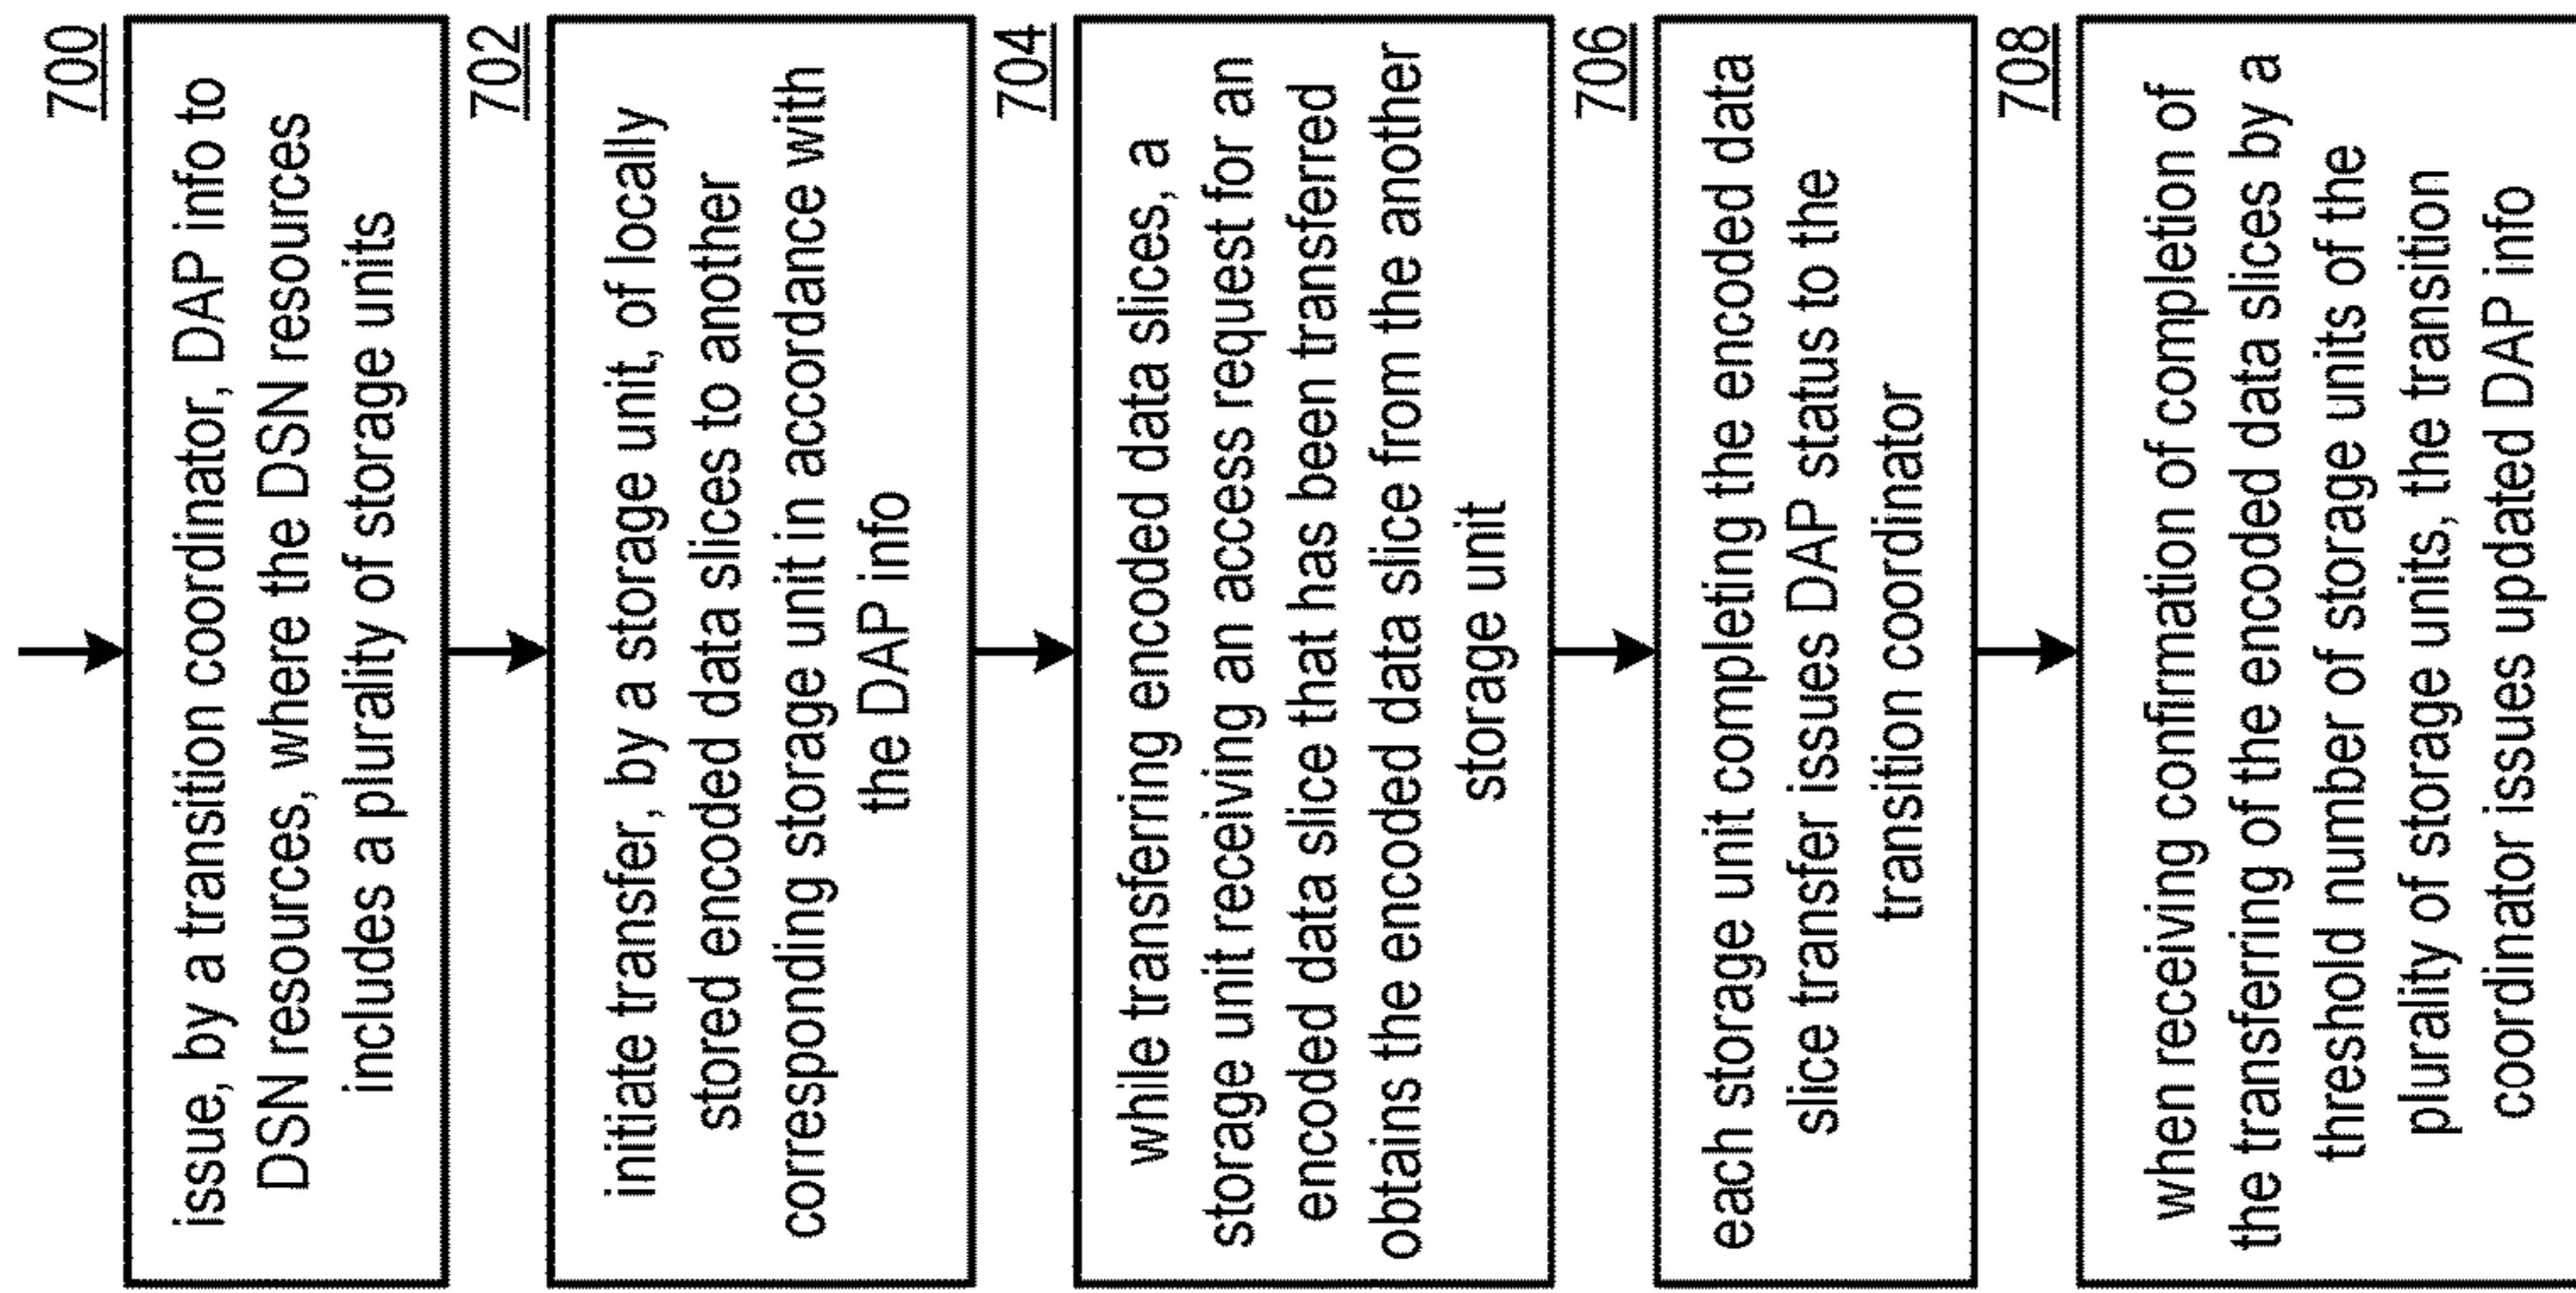 700
issue, by a transition coordinator, DAP info to
DSN resources, where the DSN resources
includes a plurality of storage units
702
initiate transfer, by a storage unit, of locally
stored encoded data slices to another
corresponding storage unit in accordance with
the DAP info
704
while transferring encoded data slices, a
storage unit receiving an access request for an
encoded data slice that has been transferred
obtains the encoded data slice from the another
storage unit
706
each storage unit completing the encoded data
slice transfer issues DAP status to the
transition coordinator
708
when receiving confirmation of completion of
the transferring of the encoded data slices by a
threshold number of storage units of the
plurality of storage units, the transition
coordinator issues updated DAP info